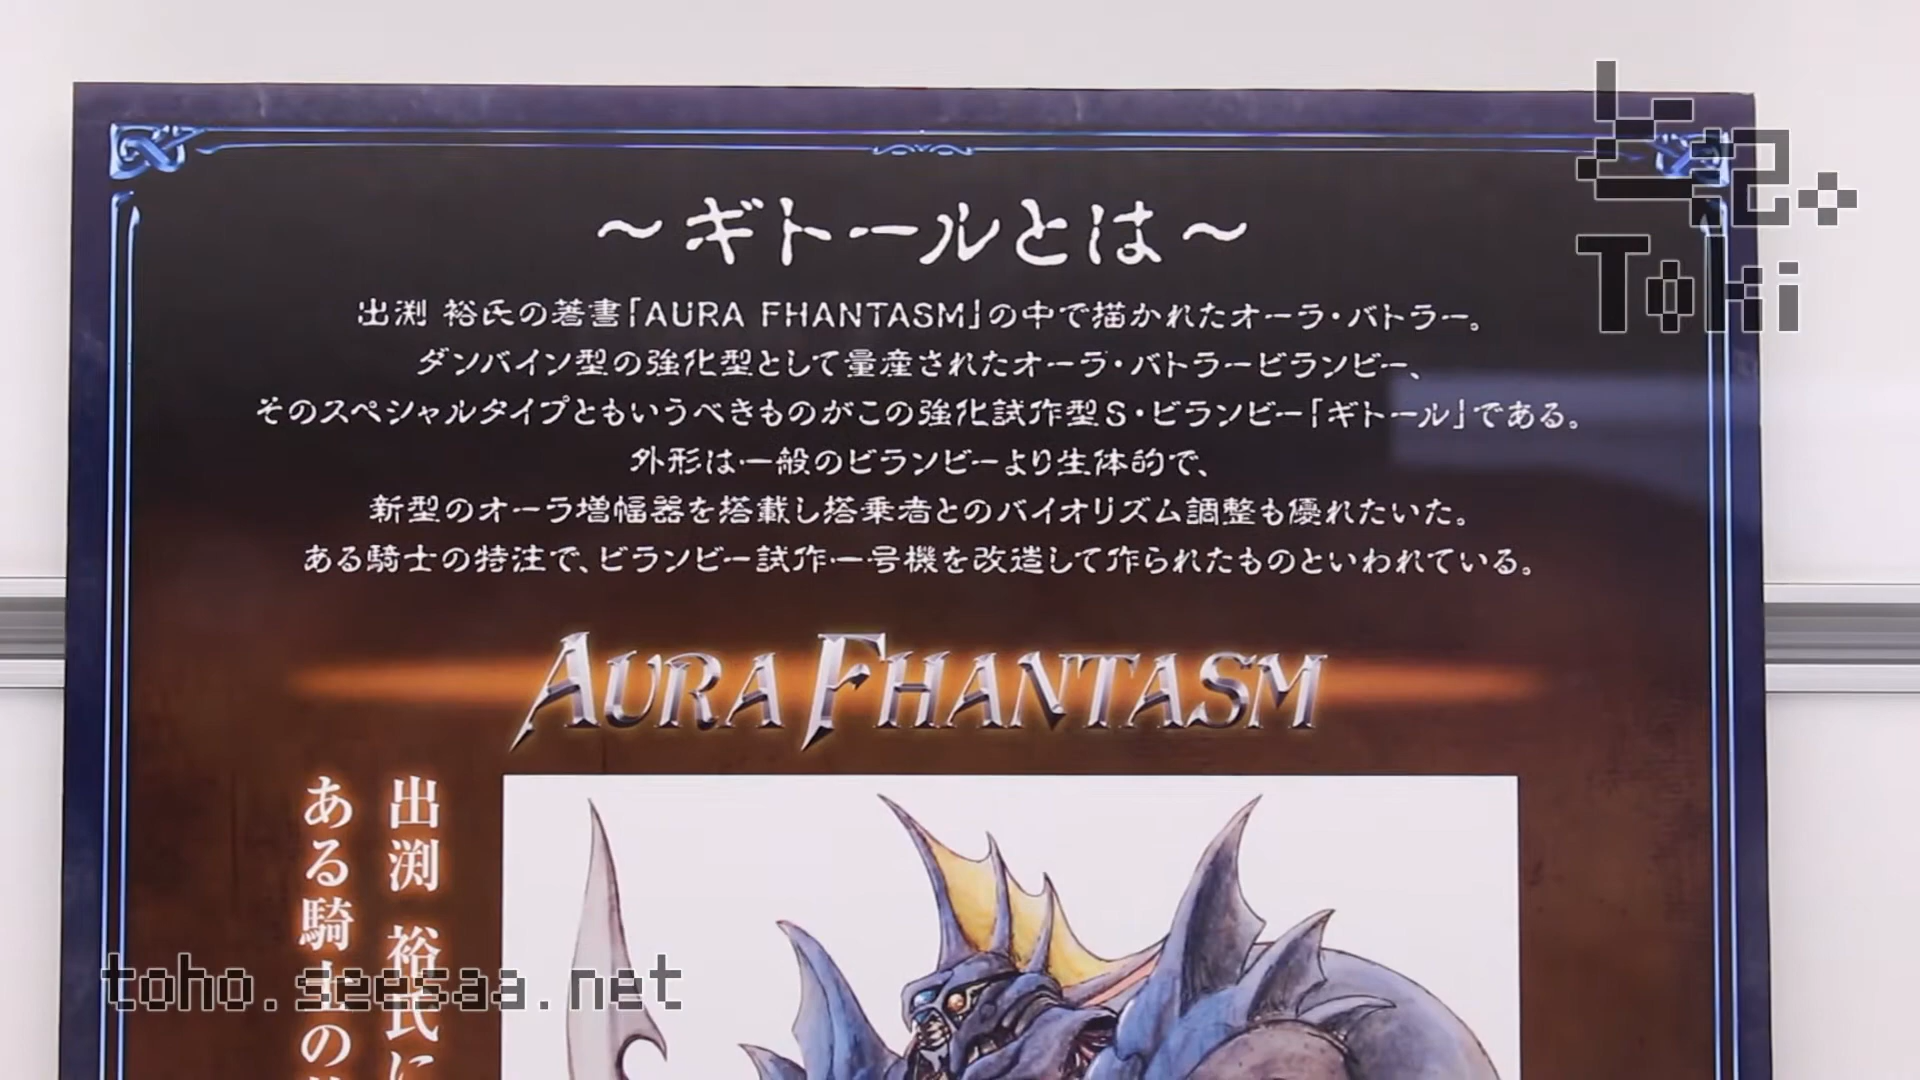 ～ギトールとは～
出渕 裕氏の著書｢AURA FHANTASM｣の中で描かれたオーラ・バトラー。
ダンバイン型の強化型として量産されたオーラ・バトラービランビー、
そのスペシャルタイプともいうべきものがこの強化試作型S・ビランビー｢ギトール｣である。
外形は一般のビランビーより生体的で、
新型のオーラ増幅器を搭載し搭乗者とのバイオリズム調整も優れたいた。
ある騎士の特注で、ビランビー試作一号機を改造して作られたものといわれている。
AURA FHANTASM
出渕 裕氏に
ある騎士の特
と記。
Toki
toho.seesaa.net